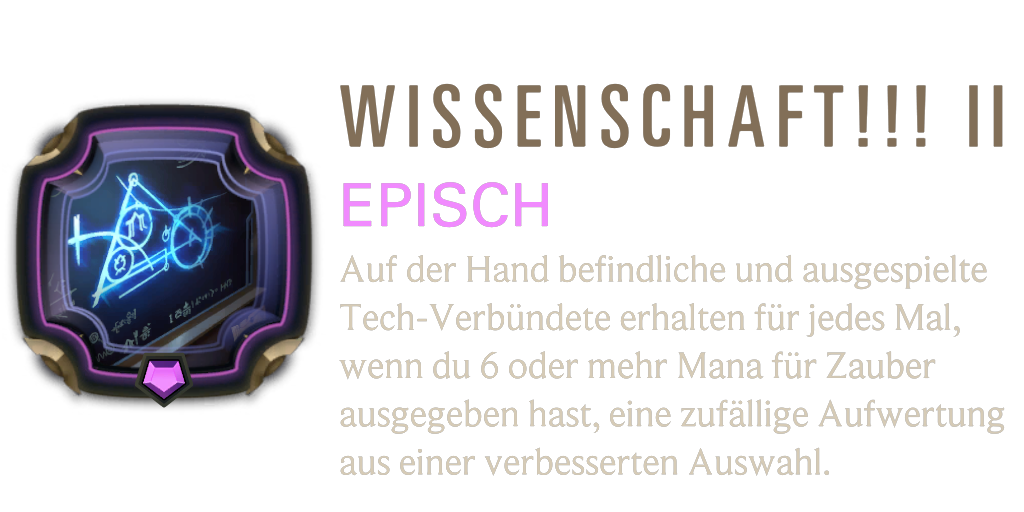 WISSENSCHAFT!!! II
EPISCH
Auf der Hand befindliche und ausgespielte
Tech-Verbündete erhalten für jedes Mal,
wenn du 6 oder mehr Mana für Zauber
ausgegeben hast, eine zufällige Aufwertung
aus einer verbesserten Auswahl.